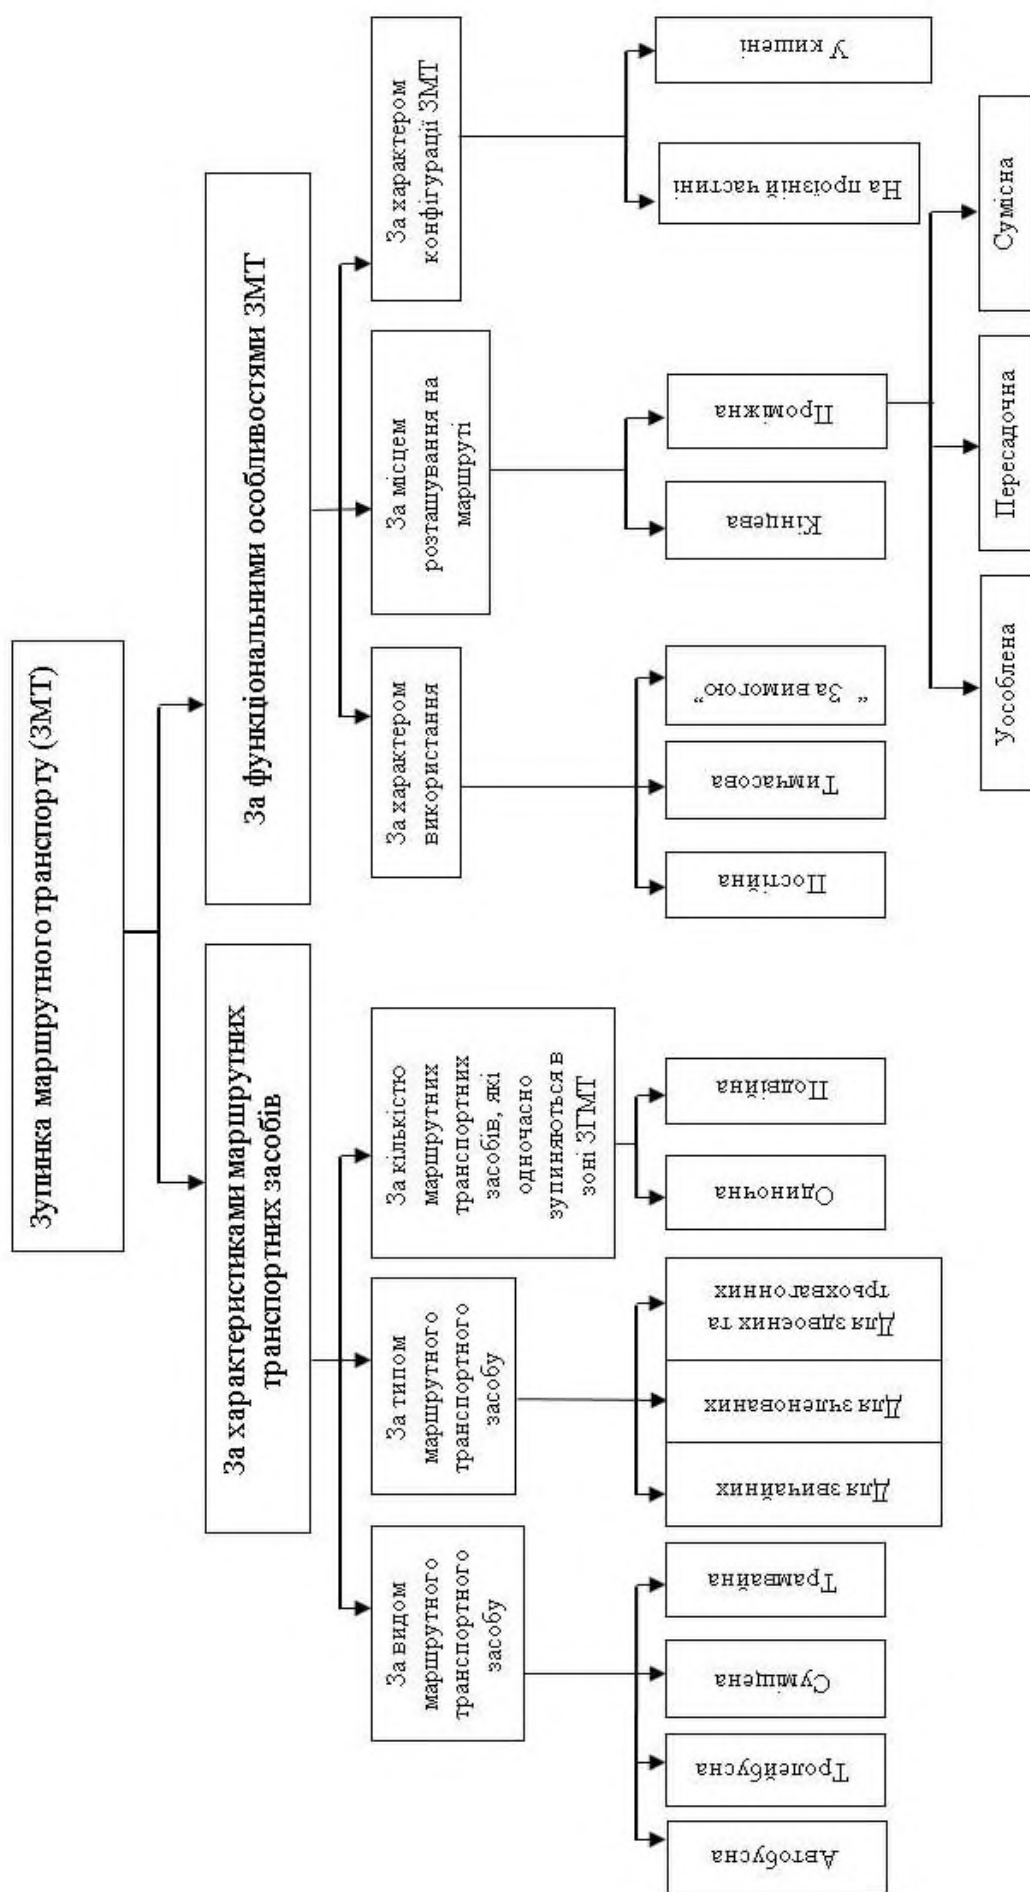 Зупинка маршрутного транспорту (ЗМТ)
За характеристиками маршрутних
транспортних засобів
За функціональними особливостями ЗМТ
За видом
маршрутного
транспортного
засобу
За типом
маршрутного
транспортного
засобу
За кількістю
маршрутних
транспортних
засобів, які
одночасно
зупиняються в
зоні ЗГМТ
За характером
використання
За місцем
розташування на
маршруті
За характером
конфігурації ЗМТ
Автобусна
Тролейбусна
Суміщена
Трамвайна
Для звичайних
Для зчленованих
Для здвоєних та
трьохвагонних
Одиночна
Подвійна
Постійна
Тимчасова
“ За вимогою”
Кінцева
Проміжна
На проїзній частині
У кишені
Уособлена
Пересадочна
Сумісна